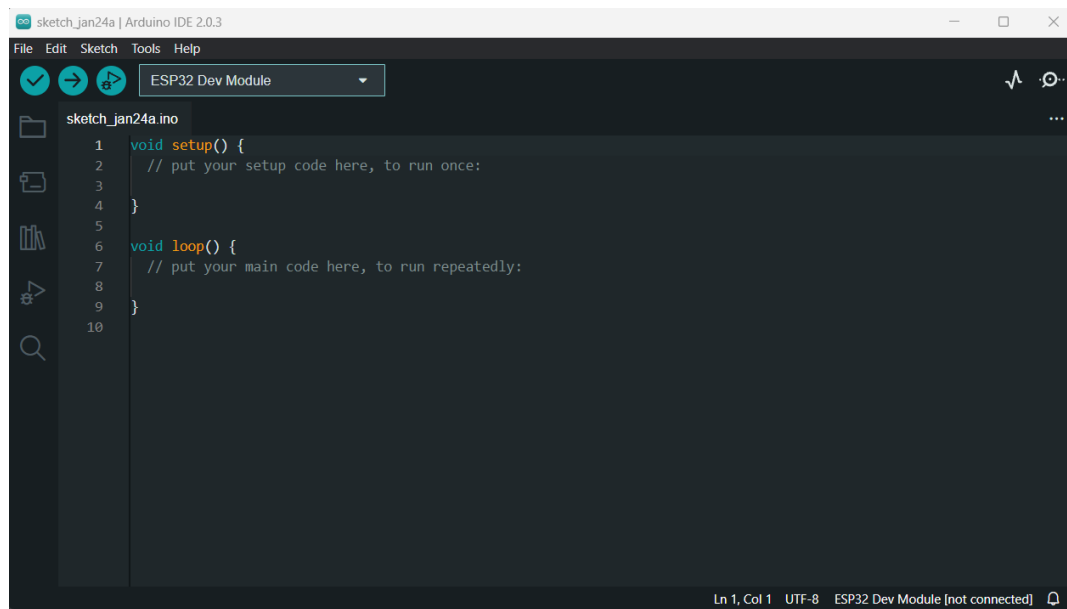 sketch_jan24a | Arduino IDE 2.0.3
File Edit Sketch Tools Help
ESP32 Dev Module
sketch_jan24a.ino
1 void setup() {
2 // put your setup code here, to run once:
3
4 }
5
6 void loop() {
7 // put your main code here, to run repeatedly:
8
9 }
10
Ln 1, Col 1 UTF-8 ESP32 Dev Module [not connected]